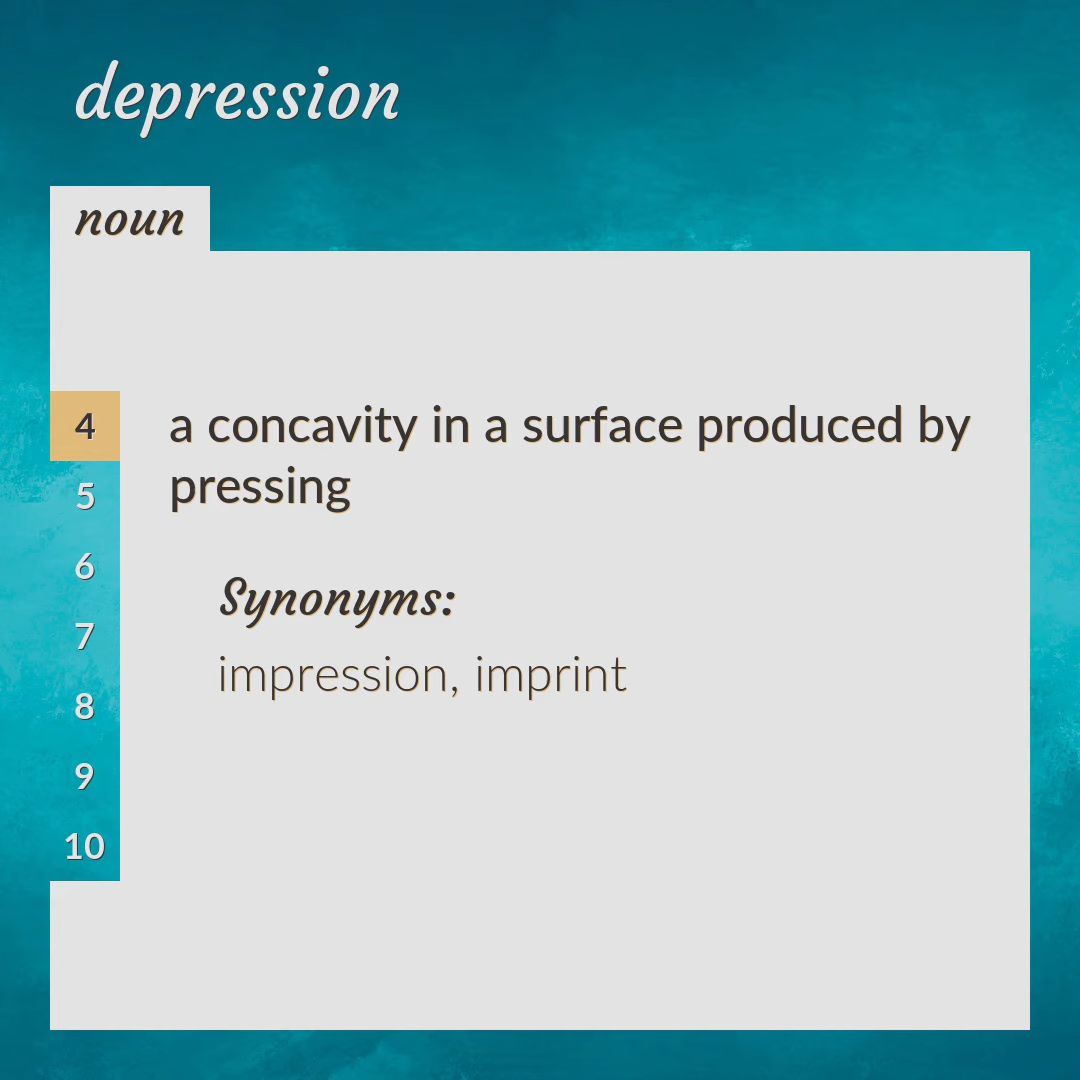 depression
noun
4
a concavity in a surface produced by
pressing
5
6
7
8
9
10
Synonyms:
impression, imprint